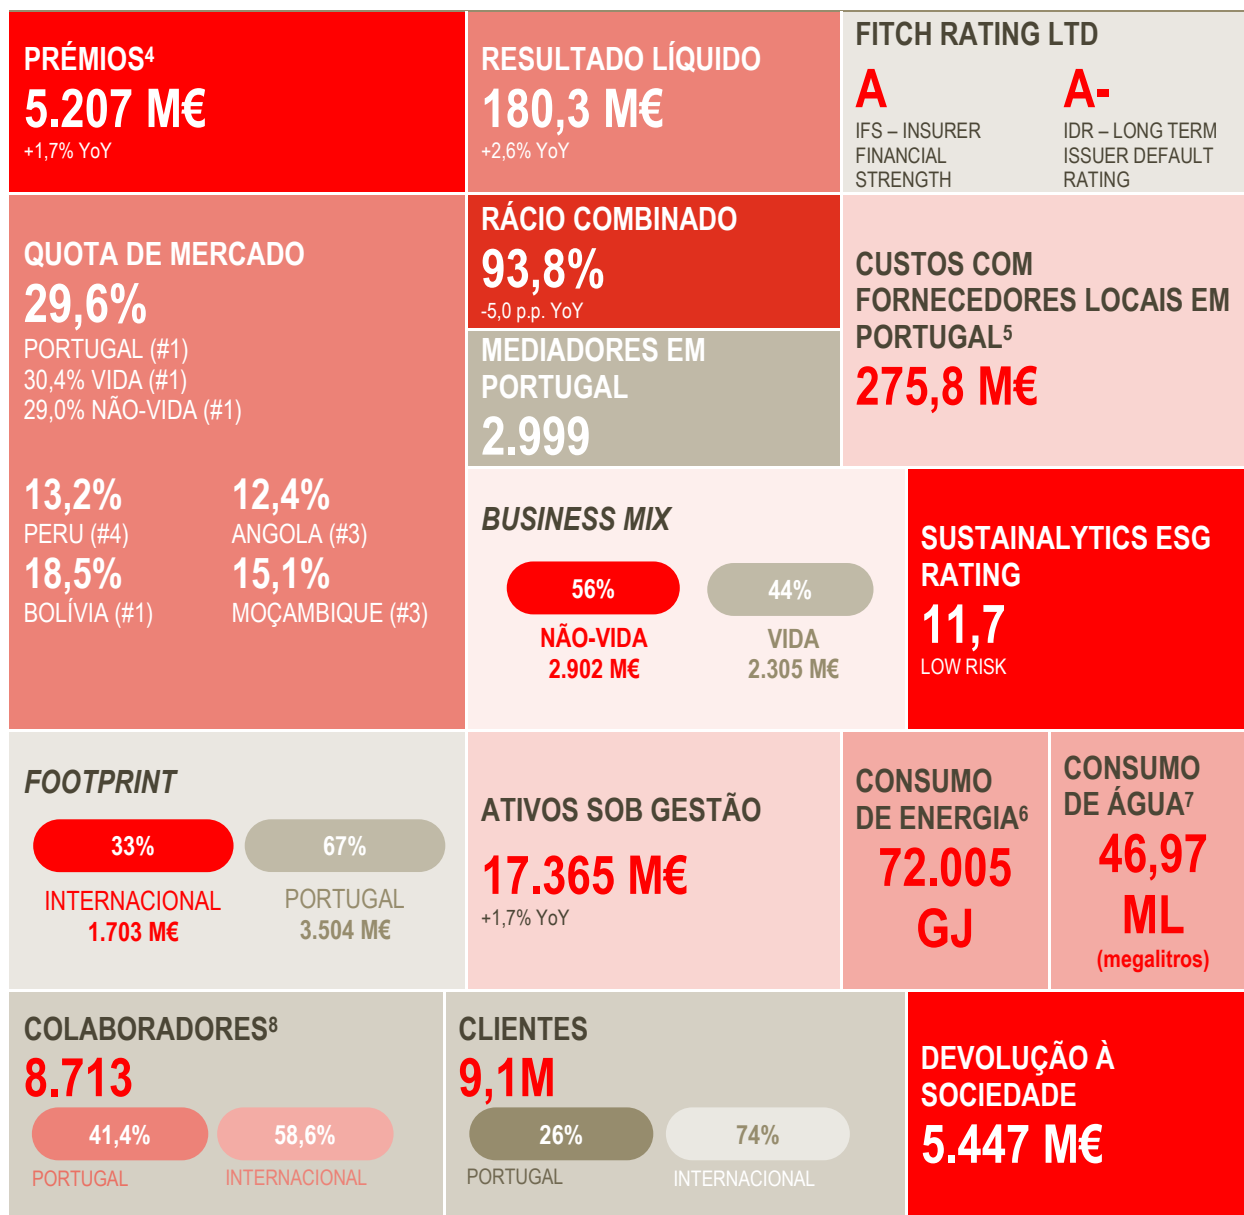 PRÉMIOS⁴
5.207 M€
+1,7% YoY
RESULTADO LÍQUIDO
180,3 M€
+2,6% YoY
FITCH RATING LTD
A
IFS – INSURER
FINANCIAL
STRENGTH
A-
IDR – LONG TERM
ISSUER DEFAULT
RATING
QUOTA DE MERCADO
29,6%
PORTUGAL (#1)
30,4% VIDA (#1)
29,0% NÃO-VIDA (#1)
13,2%
PERU (#4)
12,4%
ANGOLA (#3)
18,5%
BOLÍVIA (#1)
15,1%
MOÇAMBIQUE (#3)
RÁCIO COMBINADO
93,8%
-5,0 p.p. YoY
MEDIADORES EM
PORTUGAL
2.999
CUSTOS COM
FORNECEDORES LOCAIS EM
PORTUGAL⁵
275,8 M€
BUSINESS MIX
56%
NÃO-VIDA
2.902 M€
44%
VIDA
2.305 M€
SUSTAINALYTICS ESG
RATING
11,7
LOW RISK
FOOTPRINT
33%
INTERNACIONAL
1.703 M€
67%
PORTUGAL
3.504 M€
ATIVOS SOB GESTÃO
17.365 M€
+1,7% YoY
CONSUMO
DE ENERGIA⁶
72.005
GJ
CONSUMO
DE ÁGUA⁷
46,97
ML
(megalitros)
COLABORADORES⁸
8.713
41,4%
PORTUGAL
58,6%
INTERNACIONAL
CLIENTES
9,1M
26%
PORTUGAL
74%
INTERNACIONAL
DEVOLUÇÃO À
SOCIEDADE
5.447 M€